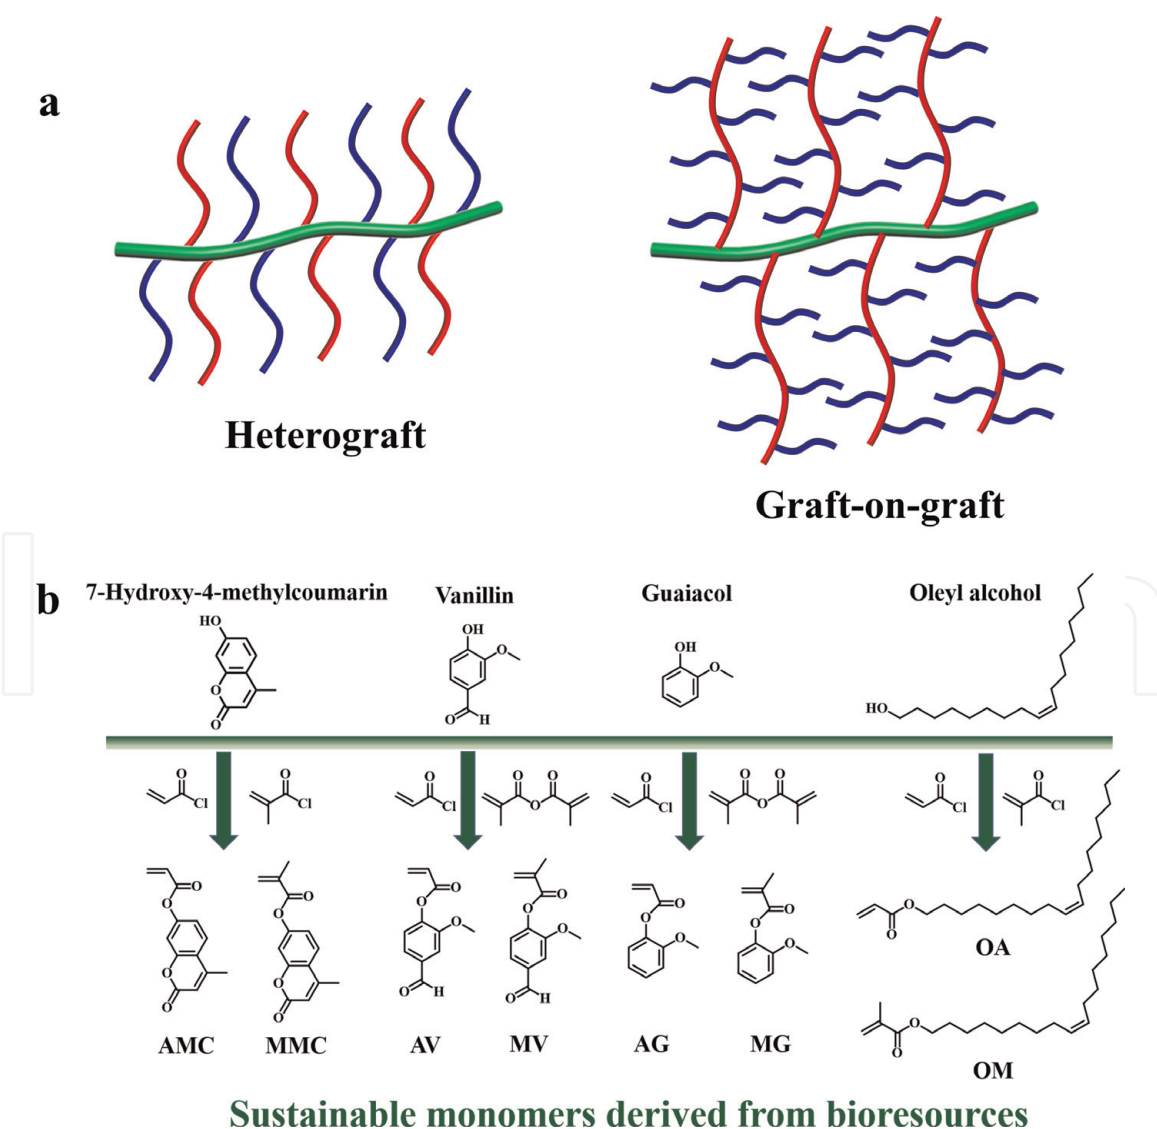 a
Heterograft
Graft-on-graft
b
7-Hydroxy-4-methylcoumarin Vanillin Guaiacol Oleyl alcohol
HO
O
O
OH
O
O
H
OH
O
HO
O
Cl
O
Cl
O
Cl
O
O
O
O
Cl
O
O
O
O
Cl
O
Cl
O
O
O
O
O
O
O
O
O
O
O
O
H
O
O
O
O
H
O
O
O
O
O
O
O
O
OA
O
O
OM
AMC MMC AV MV AG MG
Sustainable monomers derived from bioresources